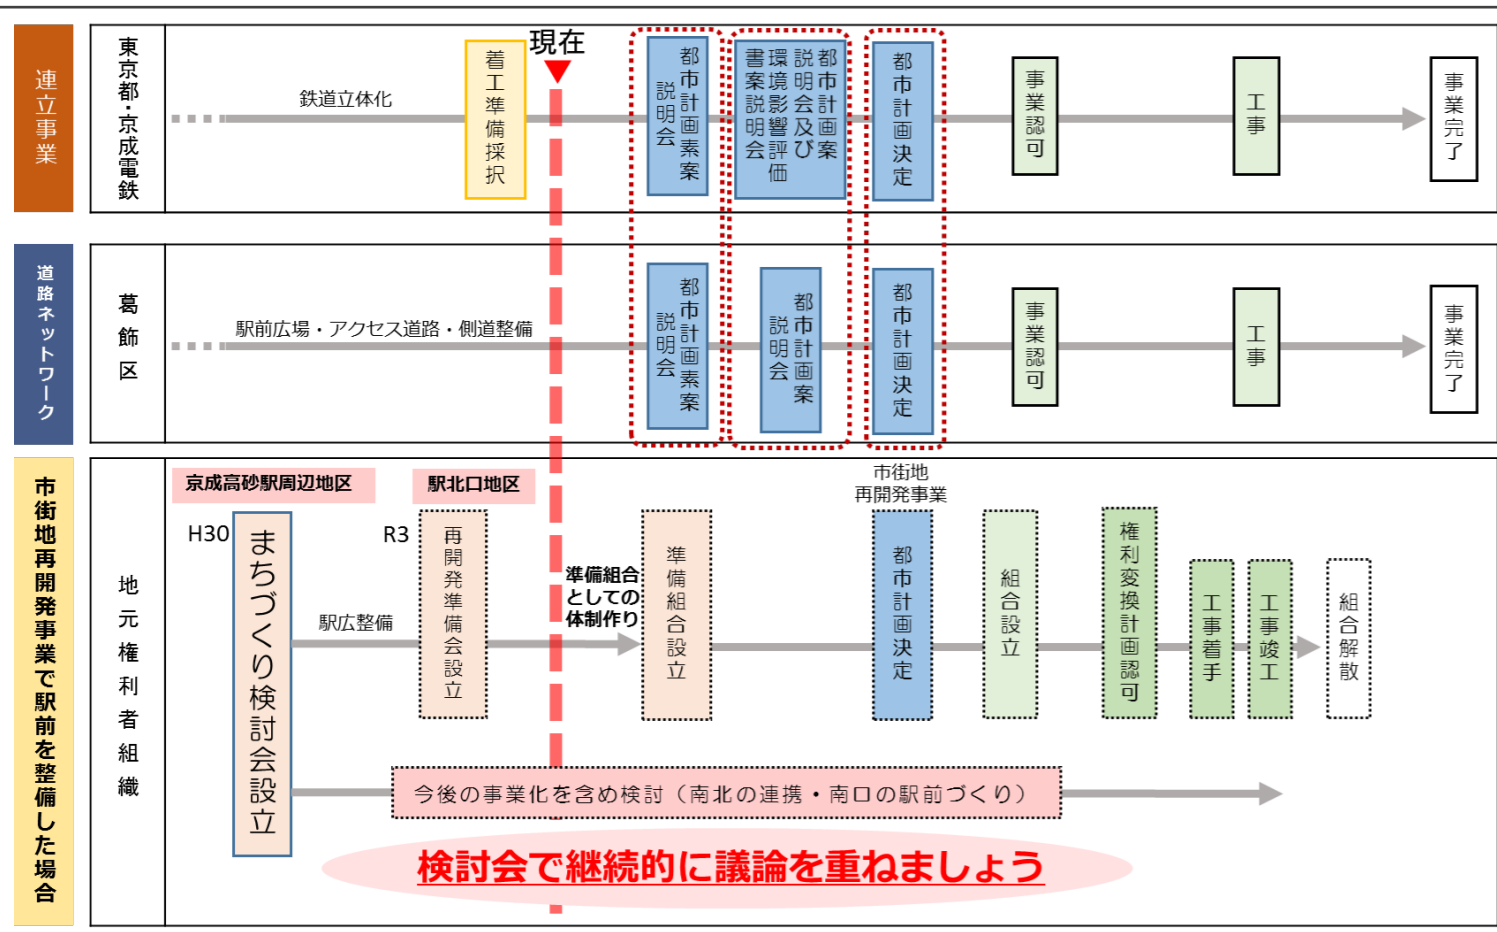 連立事業
東京都・京成電鉄
鉄道立体化
着工準備採択
現在
都市計画素案
説明会
都市計画案
説明会及び
環境影響評価
書案説明会
都市計画決定
事業認可
工事
事業完了
道路ネットワーク
葛飾区
駅前広場・アクセス道路・側道整備
都市計画素案
説明会
都市計画案
説明会
都市計画決定
事業認可
工事
事業完了
市街地再開発事業で駅前を整備した場合
地元権利者組織
京成高砂駅周辺地区
H30
まちづくり検討会設立
駅広整備
駅北口地区
R3
再開発準備会設立
準備組合
としての
体制作り
準備組合設立
市街地
再開発事業
都市計画決定
組合設立
権利変換計画認可
工事着手
工事竣工
組合解散
今後の事業化を含め検討（南北の連携・南口の駅前づくり）
検討会で継続的に議論を重ねましょう